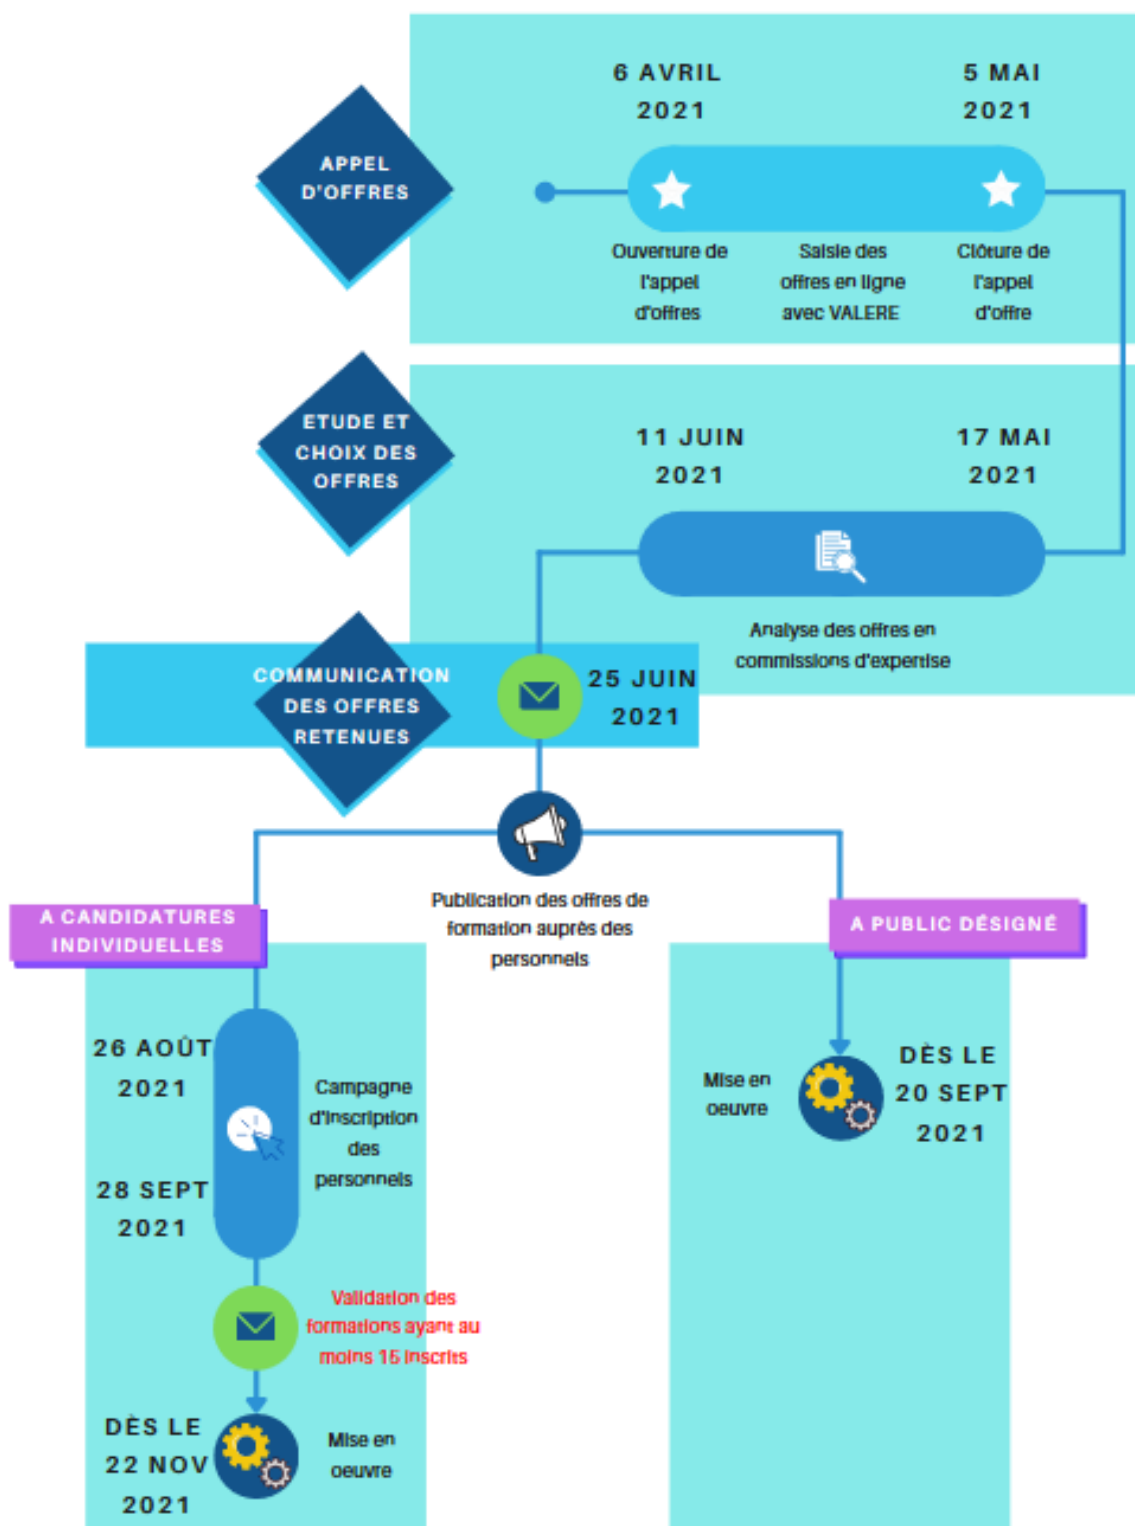 6 AVRIL
2021
5 MAI
2021
APPEL
D'OFFRES
Ouverture de
l'appel
d'offres
Saisie des
offres en ligne
avec VALERE
Clôture de
l'appel
d'offre
ETUDE ET
CHOIX DES
OFFRES
11 JUIN
2021
17 MAI
2021
Analyse des offres en
commissions d'expertise
COMMUNICATION
DES OFFRES
RETENUES
25 JUIN
2021
Publication des offres de
formation auprès des
personnels
A CANDIDATURES
INDIVIDUELLES
A PUBLIC DÉSIGNÉ
26 AOÛT
2021
Campagne
d'inscription
des
personnels
28 SEPT
2021
Mise en
oeuvre
DÈS LE
20 SEPT
2021
Validation des
formations ayant au
moins 15 inscrits
DÈS LE
22 NOV
2021
Mise en
oeuvre